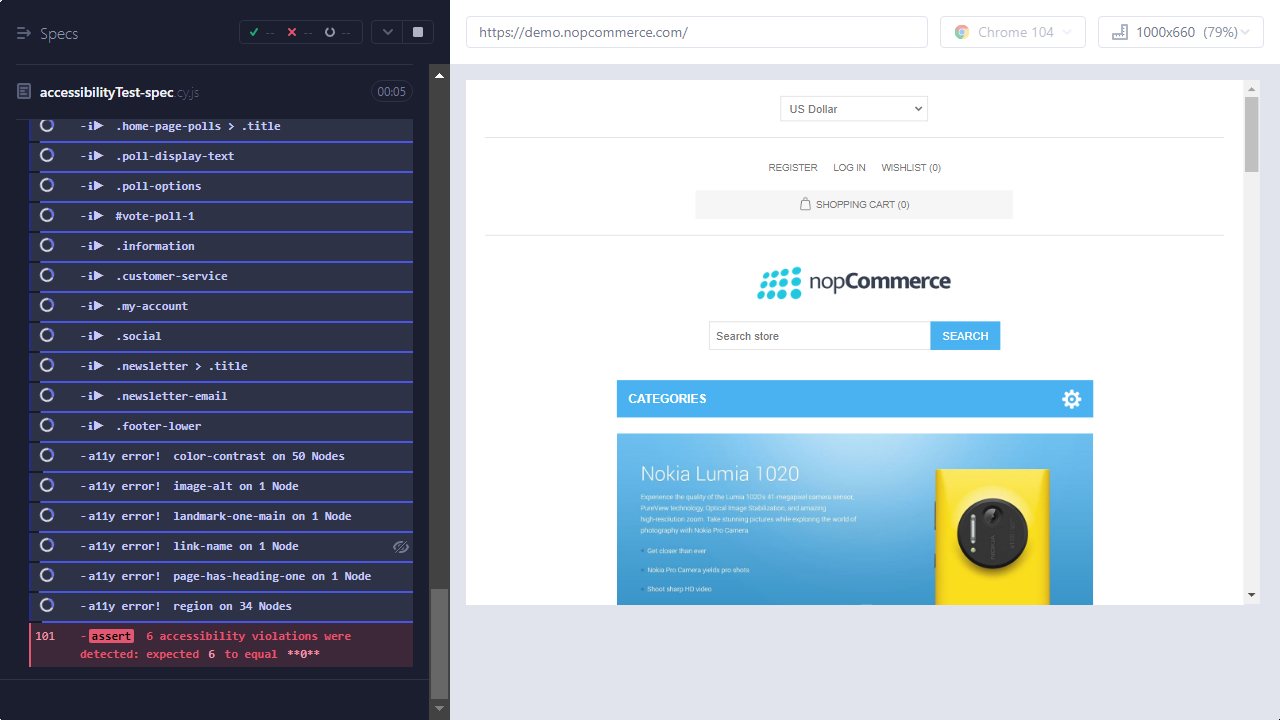 Specs
--
--
--
accessibilityTest-spec.cy.js
00:05
-i▶ .home-page-polls > .title
-i▶ .poll-display-text
-i▶ .poll-options
-i▶ #vote-poll-1
-i▶ .information
-i▶ .customer-service
-i▶ .my-account
-i▶ .social
-i▶ .newsletter > .title
-i▶ .newsletter-email
-i▶ .footer-lower
-a11y error! color-contrast on 50 Nodes
-a11y error! image-alt on 1 Node
-a11y error! landmark-one-main on 1 Node
-a11y error! link-name on 1 Node
-a11y error! page-has-heading-one on 1 Node
-a11y error! region on 34 Nodes
101 -assert 6 accessibility violations were
detected: expected 6 to equal **0**
https://demo.nopcommerce.com/
Chrome 104
1000x660 (79%)
US Dollar
REGISTER LOG IN WISHLIST (0)
SHOPPING CART (0)
nopCommerce
Search store
SEARCH
CATEGORIES
Nokia Lumia 1020
Experience the quality of the Lumia 1020's 41-megapixel camera sensor,
PureView technology, Optical Image Stabilization, and amazing
high-resolution zoom. Take stunning pictures while exploring the world of
photography with Nokia Pro Camera.
Get closer than ever
Nokia Pro Camera yields pro shots
Shoot sharp HD video
NOKIA